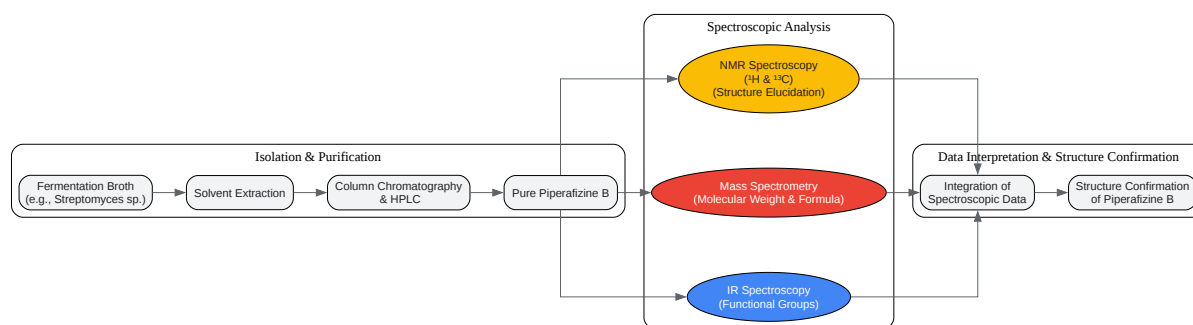 Isolation & Purification
Fermentation Broth
(e.g., Streptomyces sp.)
Solvent Extraction
Column Chromatography
& HPLC
Pure Piperafizine B
Spectroscopic Analysis
NMR Spectroscopy
(¹H & ¹³C)
(Structure Elucidation)
Mass Spectrometry
(Molecular Weight & Formula)
IR Spectroscopy
(Functional Groups)
Data Interpretation & Structure Confirmation
Integration of
Spectroscopic Data
Structure Confirmation
of Piperafizine B